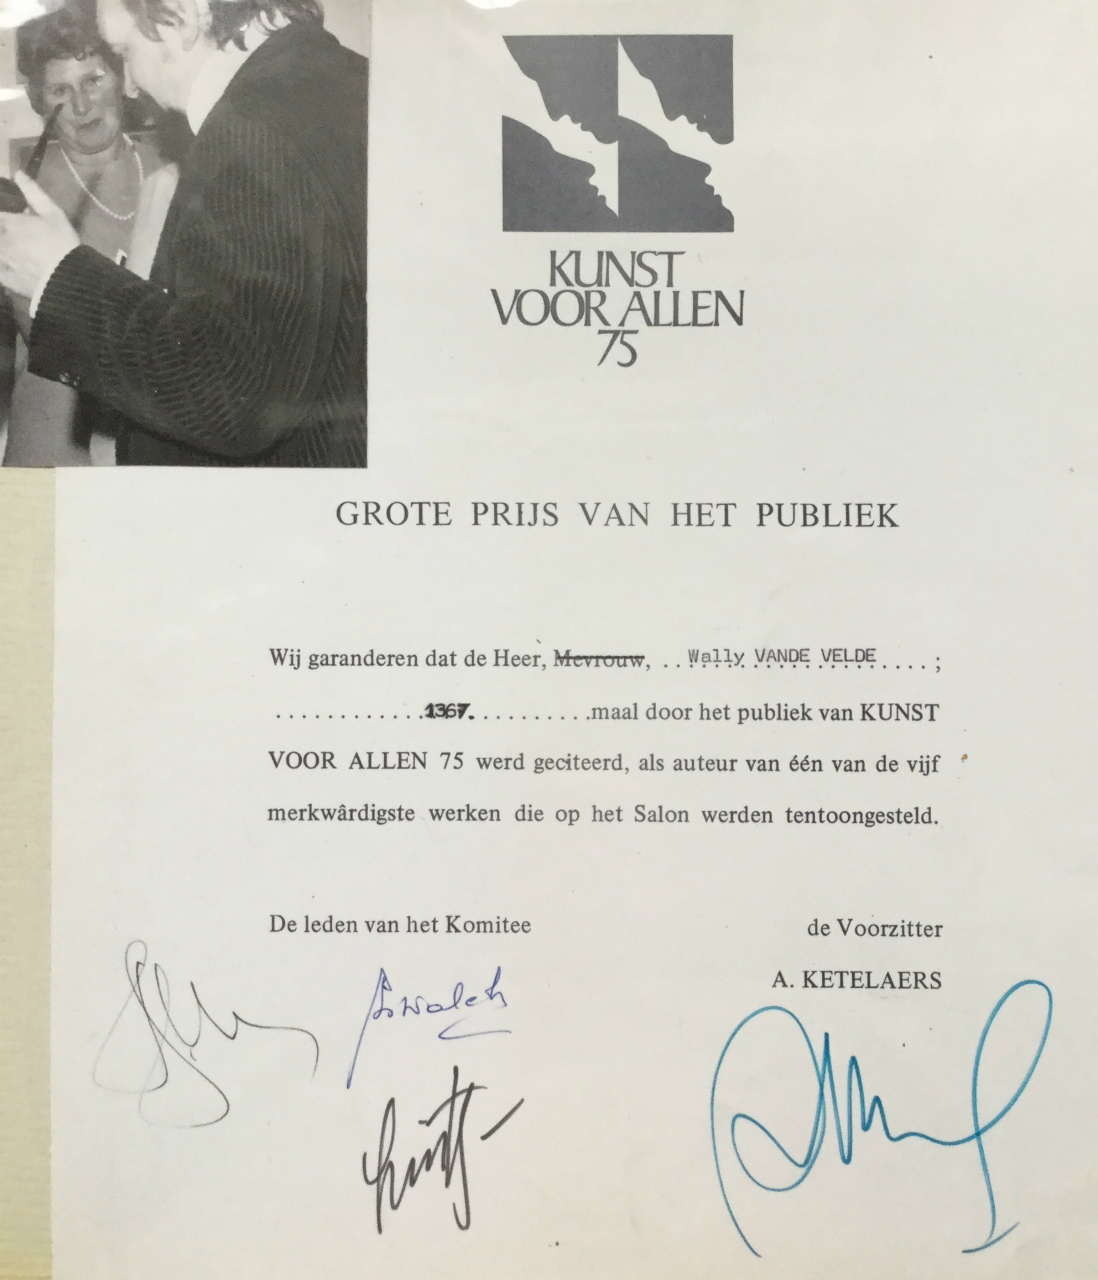 KUNST
VOOR ALLEN
75
GROTE PRIJS VAN HET PUBLIEK
Wij garanderen dat de Heer, Mevrouw, .. Wally VANDE VELDE .... ;
............1367...........maal door het publiek van KUNST
VOOR ALLEN 75 werd geciteerd, als auteur van één van de vijf
merkwârdigste werken die op het Salon werden tentoongesteld.
De leden van het Komitee
de Voorzitter
A. KETELAERS